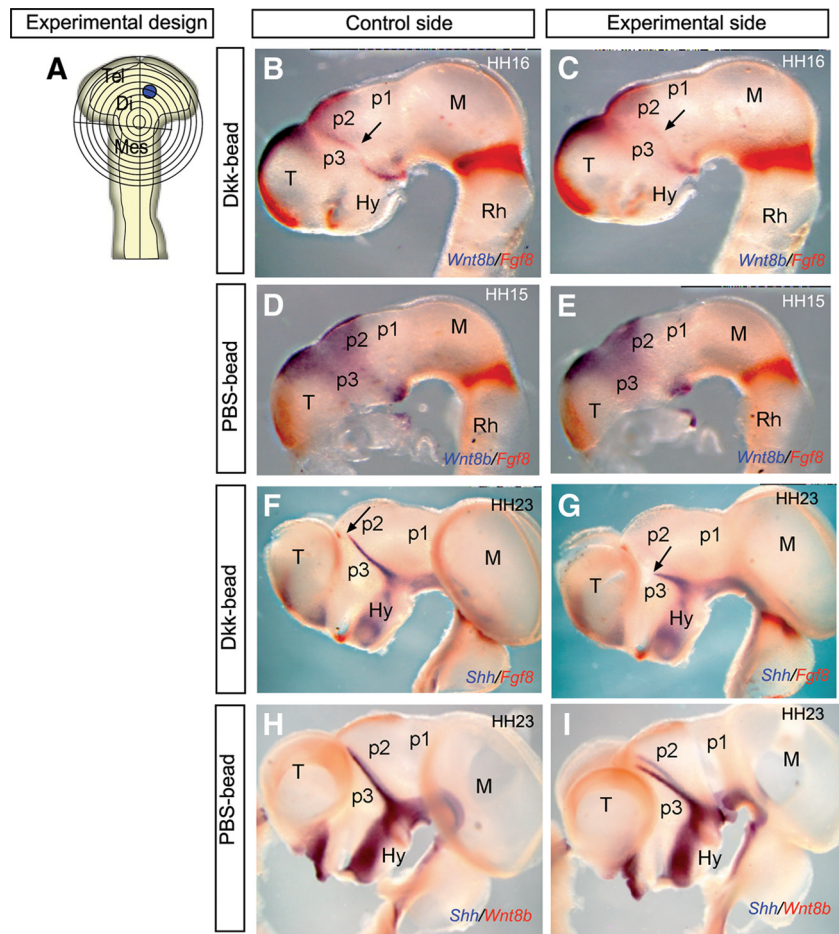 Experimental design
Control side
Experimental side
Dkk-bead
A
Tel
Di
Mes
B
HH16
p1
p2
M
p3
T
Hy
Rh
Wnt8b/Fgf8
C
HH16
p1
p2
M
p3
T
Hy
Rh
Wnt8b/Fgf8
PBS-bead
D
HH15
p1
p2
M
p3
T
Rh
Wnt8b/Fgf8
E
HH15
p1
p2
M
p3
T
Rh
Wnt8b/Fgf8
Dkk-bead
F
HH23
p2
p1
T
M
p3
Hy
Shh/Fgf8
G
HH23
p2
p1
T
M
p3
Hy
Shh/Fgf8
PBS-bead
H
HH23
p2
p1
T
M
p3
Hy
Shh/Wnt8b
I
HH23
p2
p1
M
T
p3
Hy
Shh/Wnt8b